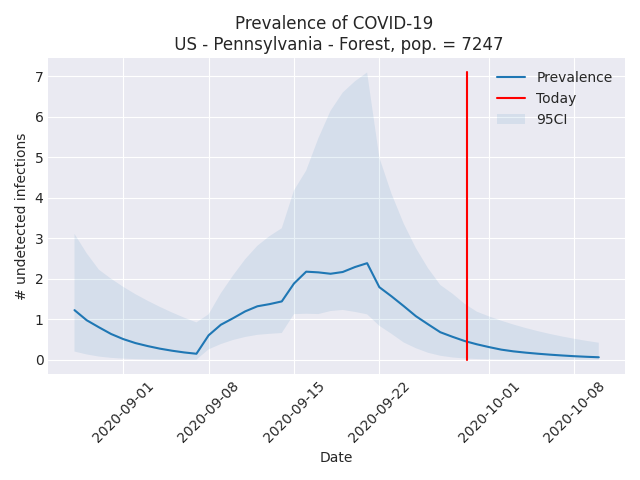 Prevalence of COVID-19
US - Pennsylvania - Forest, pop. = 7247
# undetected infections
7
6
5
4
3
2
1
0
Prevalence
Today
95CI
2020-09-01
2020-09-08
2020-09-15
2020-09-22
2020-10-01
2020-10-08
Date